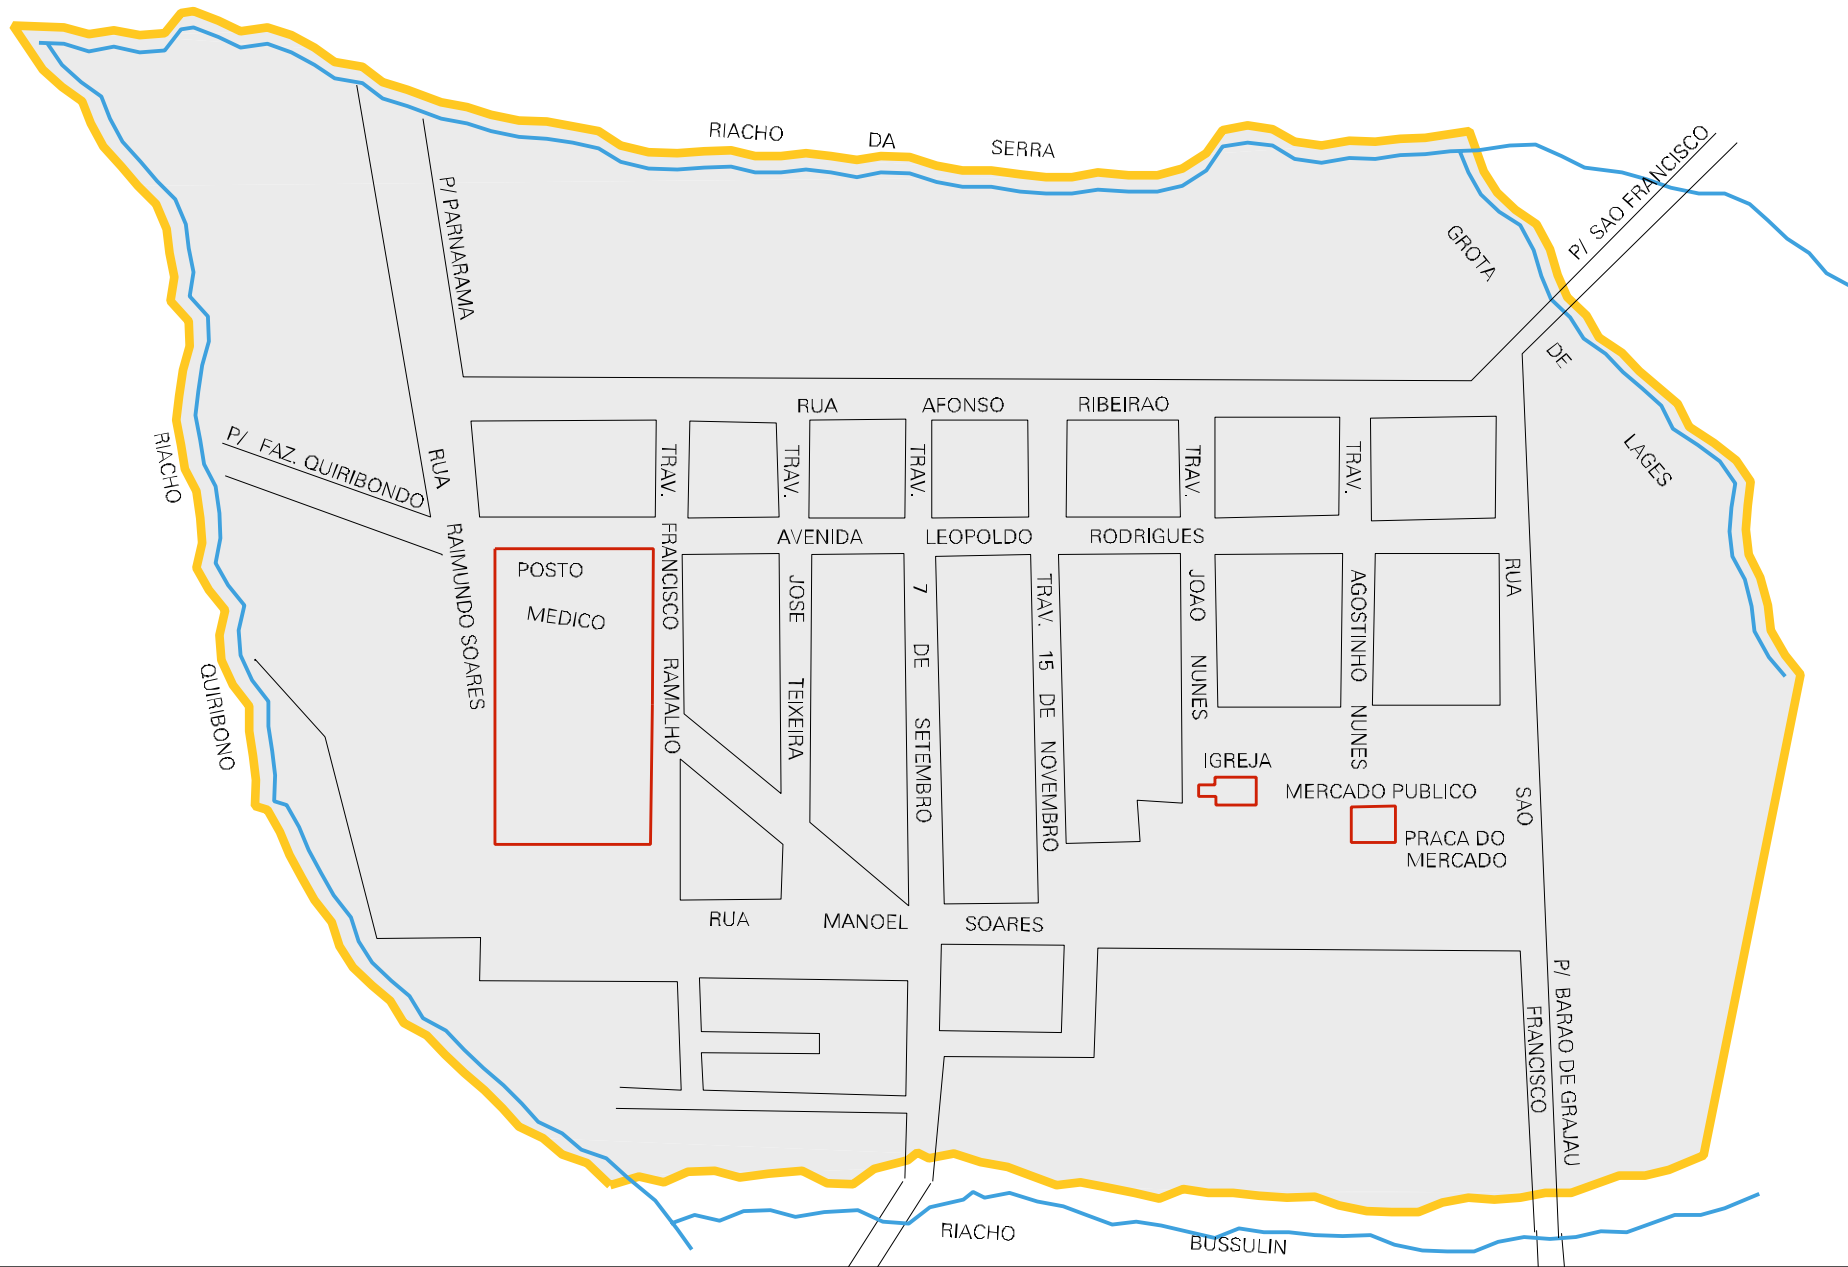 RIACHO DA SERRA
P/ SAO FRANCISCO
P/ PARNARAMA
GROTA DE LAGES
RUA AFONSO RIBEIRAO
P/ FAZ. QUIRIBONDO
RIACHO QUIRIBONO
RUA RAIMUNDO SOARES
TRAV. FRANCISCO RAMALHO
TRAV. JOSE TEIXEIRA
TRAV. 7 DE SETEMBRO
TRAV. 15 DE NOVEMBRO
TRAV. JOAO NUNES
TRAV. AGOSTINHO NUNES
AVENIDA LEOPOLDO RODRIGUES
RUA SAO FRANCISCO
POSTO
MEDICO
IGREJA
MERCADO PUBLICO
PRACA DO
MERCADO
RUA MANOEL SOARES
P/ BARAO DE GRAJAU
RIACHO BUSSULIN